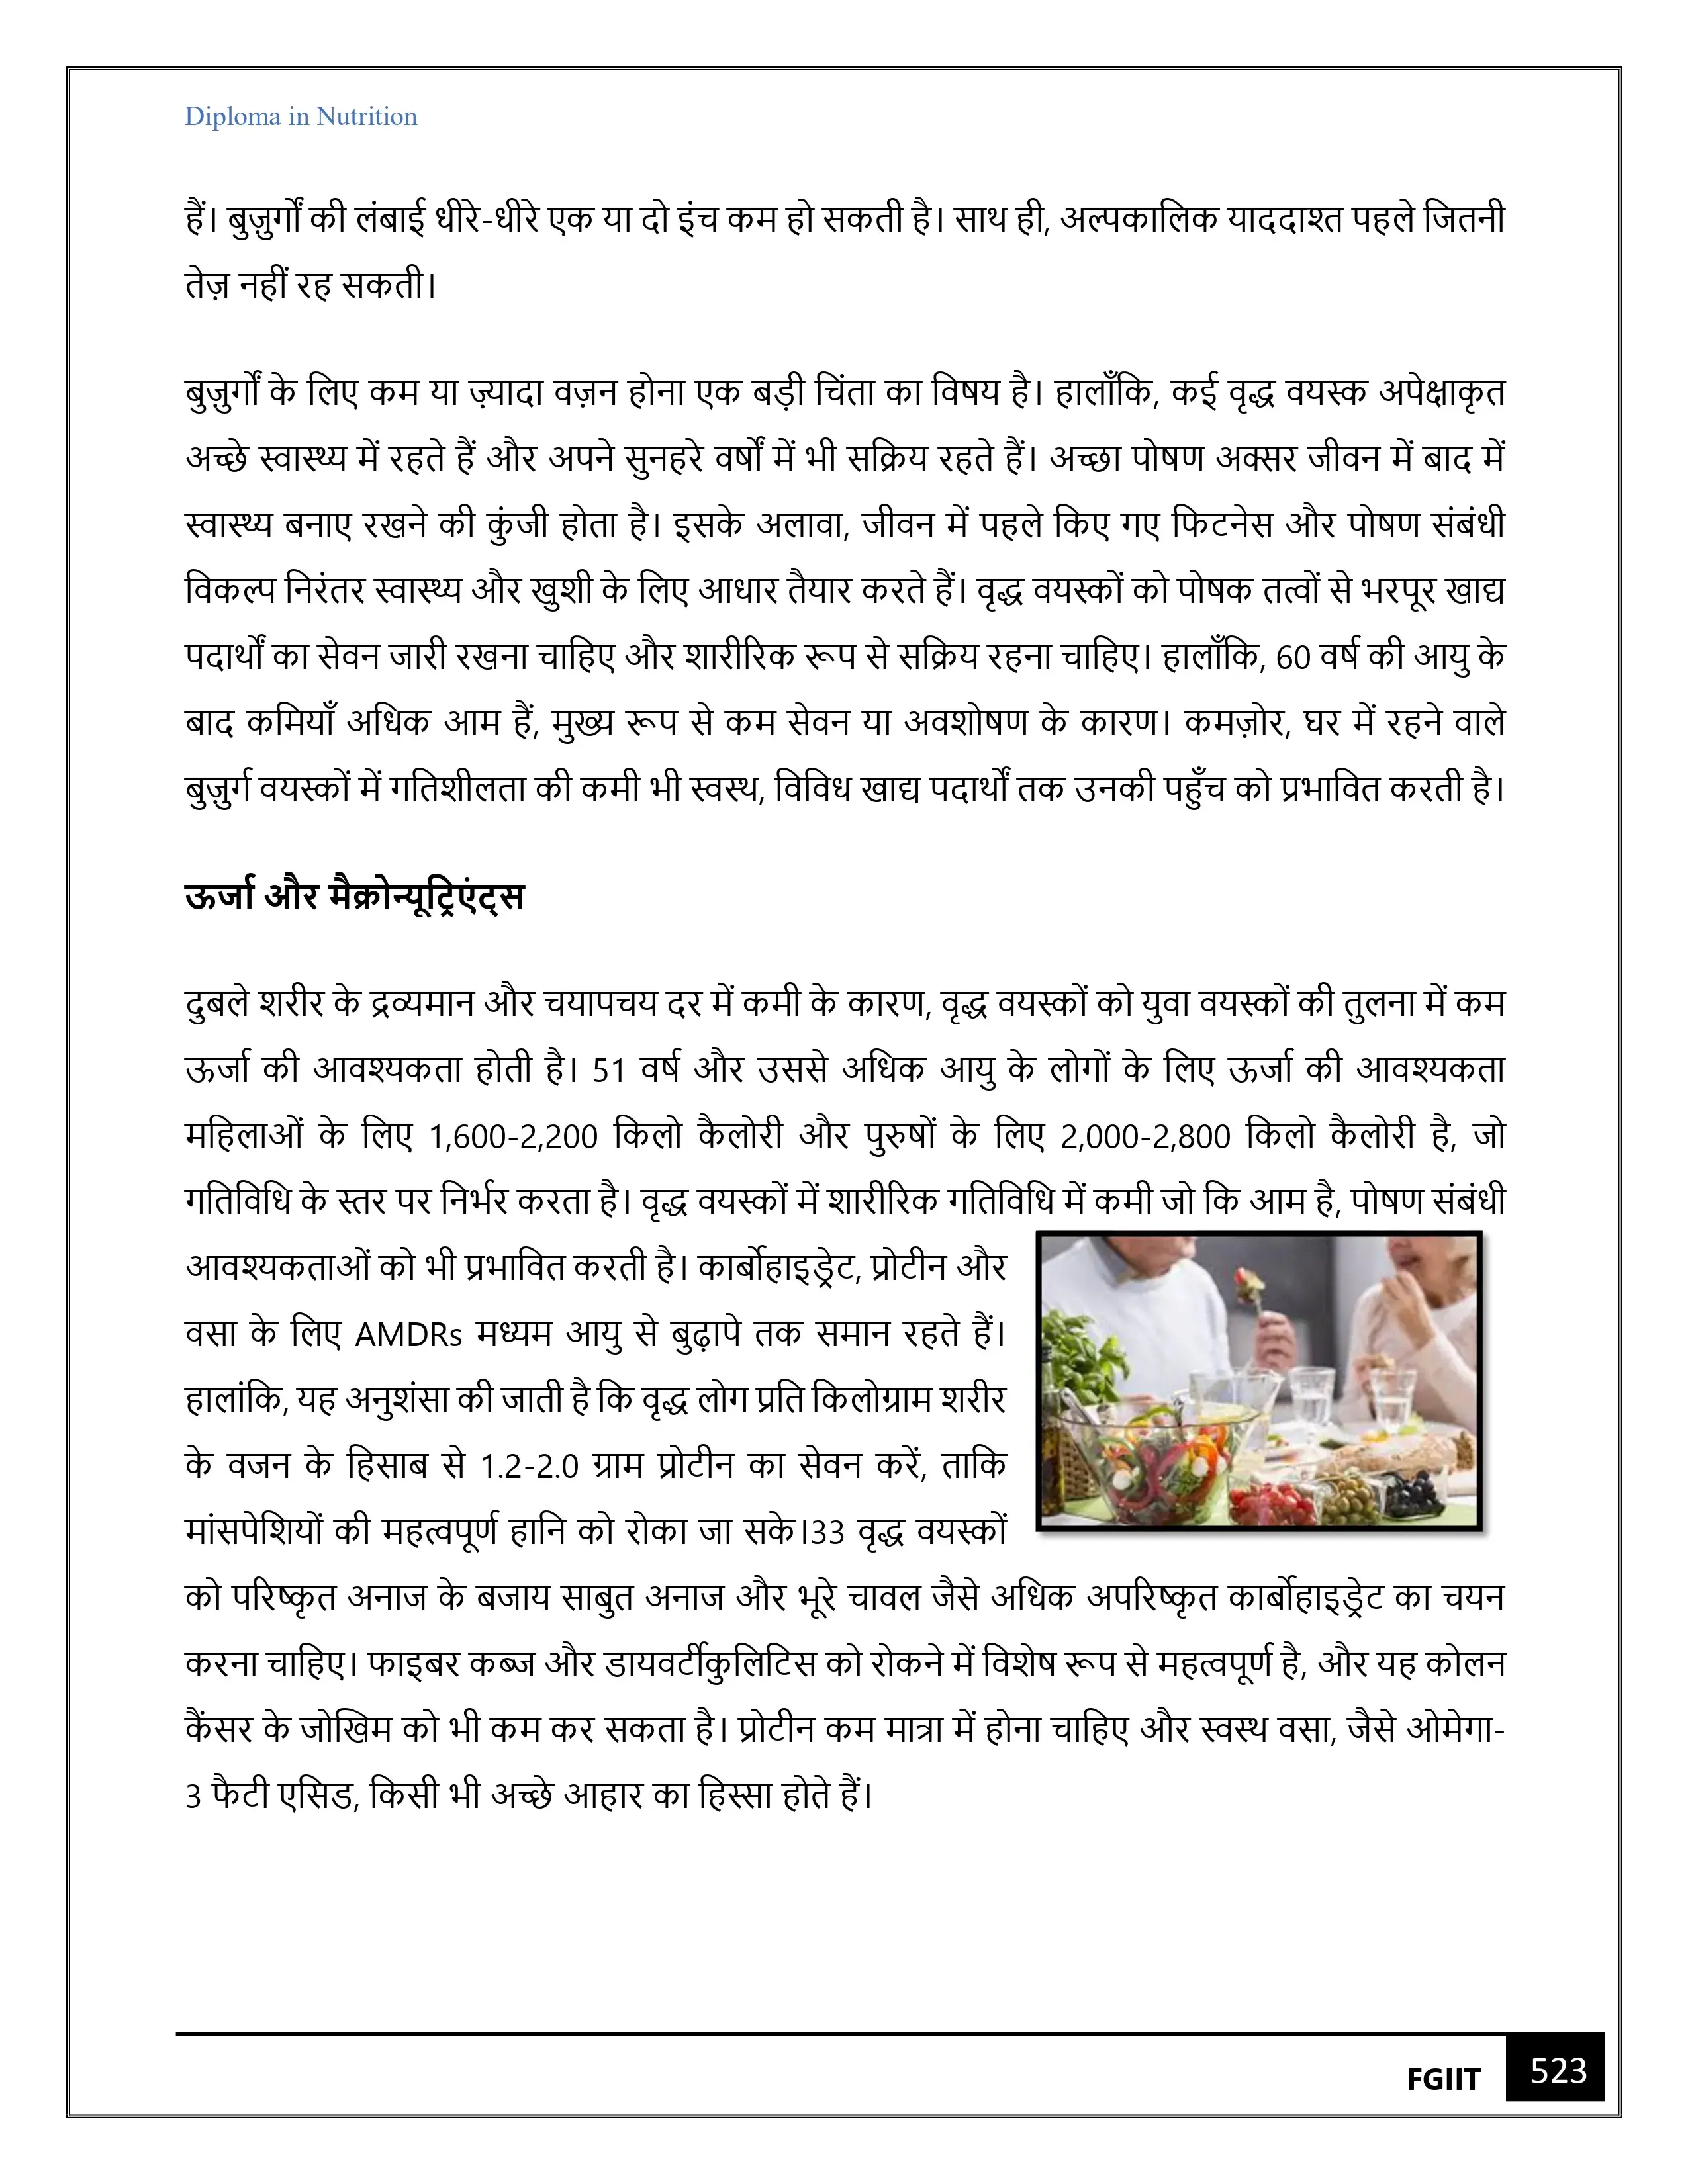 Diploma in Nutrition
हैं। बुज़ुर्गों की लंबाई धीरे-धीरे एक या दो इंच कम हो सकती है। साथ ही, अल्पकालिक याददाश्त पहले जितनी
तेज़ नहीं रह सकती।
बुज़ुर्गों के लिए कम या ज़्यादा वज़न होना एक बड़ी चिंता का विषय है। हालाँकि, कई वृद्ध वयस्क अपेक्षाकृत
अच्छे स्वास्थ्य में रहते हैं और अपने सुनहरे वर्षों में भी सक्रिय रहते हैं। अच्छा पोषण अक्सर जीवन में बाद में
स्वास्थ्य बनाए रखने की कुंजी होता है। इसके अलावा, जीवन में पहले किए गए फिटनेस और पोषण संबंधी
विकल्प निरंतर स्वास्थ्य और खुशी के लिए आधार तैयार करते हैं। वृद्ध वयस्कों को पोषक तत्वों से भरपूर खाद्य
पदार्थों का सेवन जारी रखना चाहिए और शारीरिक रूप से सक्रिय रहना चाहिए। हालाँकि, 60 वर्ष की आयु के
बाद कमियाँ अधिक आम हैं, मुख्य रूप से कम सेवन या अवशोषण के कारण। कमज़ोर, घर में रहने वाले
बुज़ुर्ग वयस्कों में गतिशीलता की कमी भी स्वस्थ, विविध खाद्य पदार्थों तक उनकी पहुँच को प्रभावित करती है।
ऊर्जा और मैक्रोन्यूट्रिएंट्स
दुबले शरीर के द्रव्यमान और चयापचय दर में कमी के कारण, वृद्ध वयस्कों को युवा वयस्कों की तुलना में कम
ऊर्जा की आवश्यकता होती है। 51 वर्ष और उससे अधिक आयु के लोगों के लिए ऊर्जा की आवश्यकता
महिलाओं के लिए 1,600-2,200 किलो कैलोरी और पुरुषों के लिए 2,000-2,800 किलो कैलोरी है, जो
गतिविधि के स्तर पर निर्भर करता है। वृद्ध वयस्कों में शारीरिक गतिविधि में कमी जो कि आम है, पोषण संबंधी
आवश्यकताओं को भी प्रभावित करती है। कार्बोहाइड्रेट, प्रोटीन और
वसा के लिए AMDRs मध्यम आयु से बुढ़ापे तक समान रहते हैं।
हालांकि, यह अनुशंसा की जाती है कि वृद्ध लोग प्रति किलोग्राम शरीर
के वजन के हिसाब से 1.2-2.0 ग्राम प्रोटीन का सेवन करें, ताकि
मांसपेशियों की महत्वपूर्ण हानि को रोका जा सके।33 वृद्ध वयस्कों
को परिष्कृत अनाज के बजाय साबुत अनाज और भूरे चावल जैसे अधिक अपरिष्कृत कार्बोहाइड्रेट का चयन
करना चाहिए। फाइबर कब्ज और डायवर्टीकुलिटिस को रोकने में विशेष रूप से महत्वपूर्ण है, और यह कोलन
कैंसर के जोखिम को भी कम कर सकता है। प्रोटीन कम मात्रा में होना चाहिए और स्वस्थ वसा, जैसे ओमेगा-
3 फैटी एसिड, किसी भी अच्छे आहार का हिस्सा होते हैं।
FGIIT 523